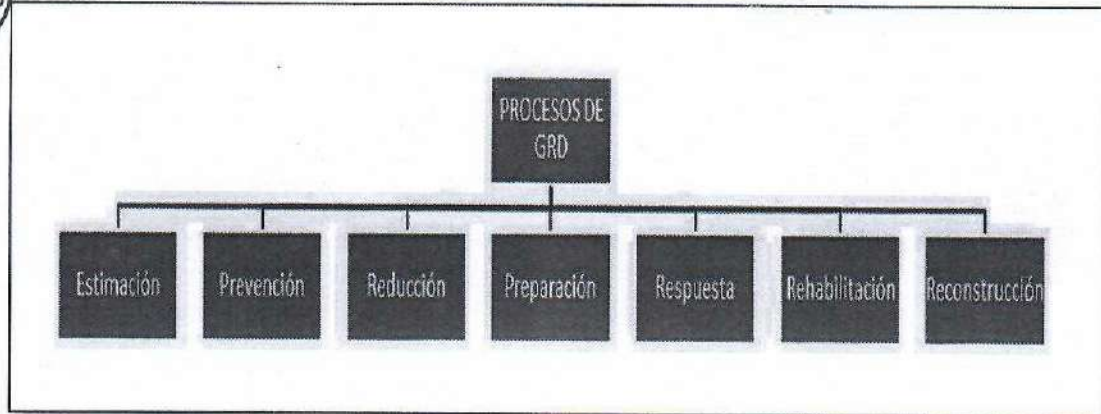 PROCESOS DE
GRD
Estimación
Prevención
Reducción
Preparación
Respuesta
Rehabilitación
Reconstrucción